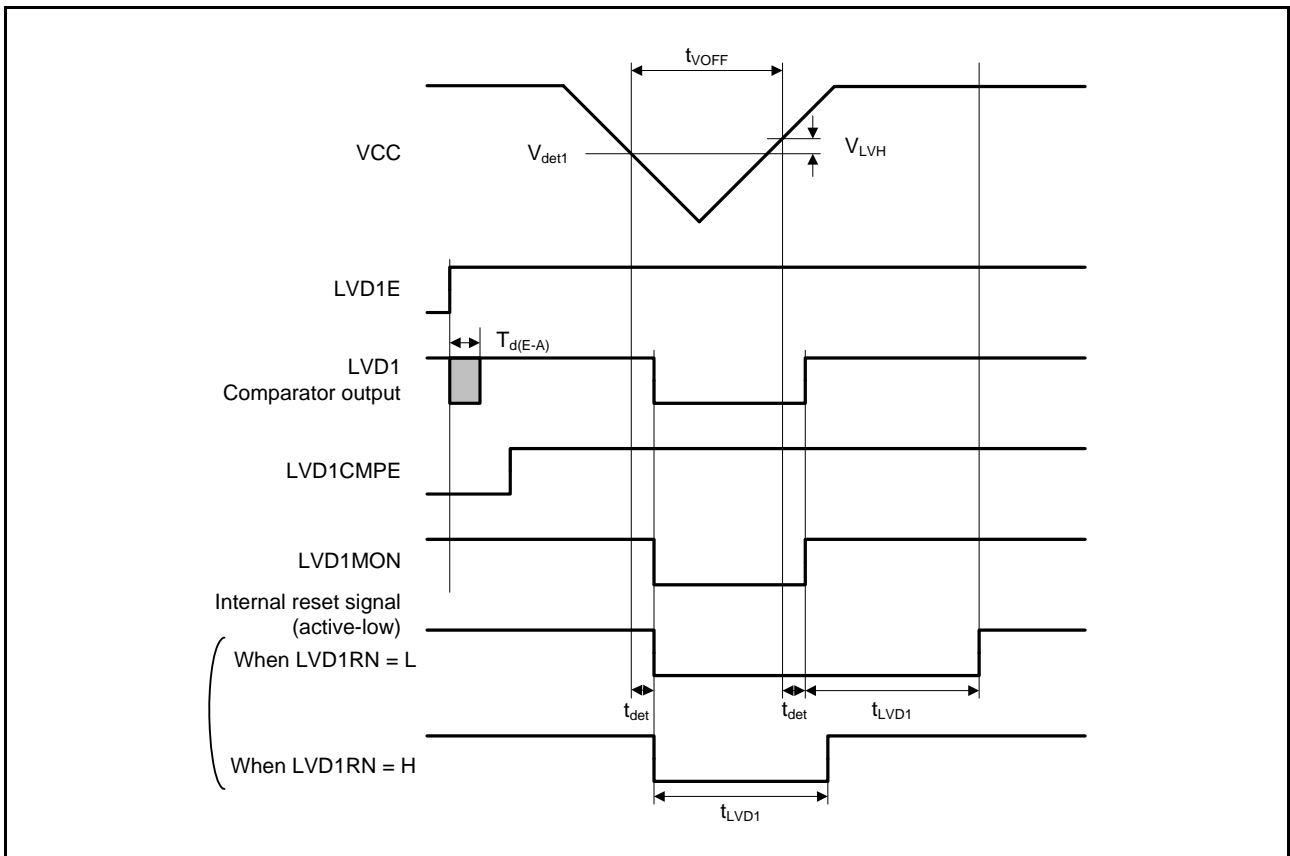 tVOFF
VCC
Vdet1
VLVH
LVD1E
Td(E-A)
LVD1
Comparator output
LVD1CMPE
LVD1MON
Internal reset signal
(active-low)
When LVD1RN = L
tdet
tdet
tLVD1
When LVD1RN = H
tLVD1